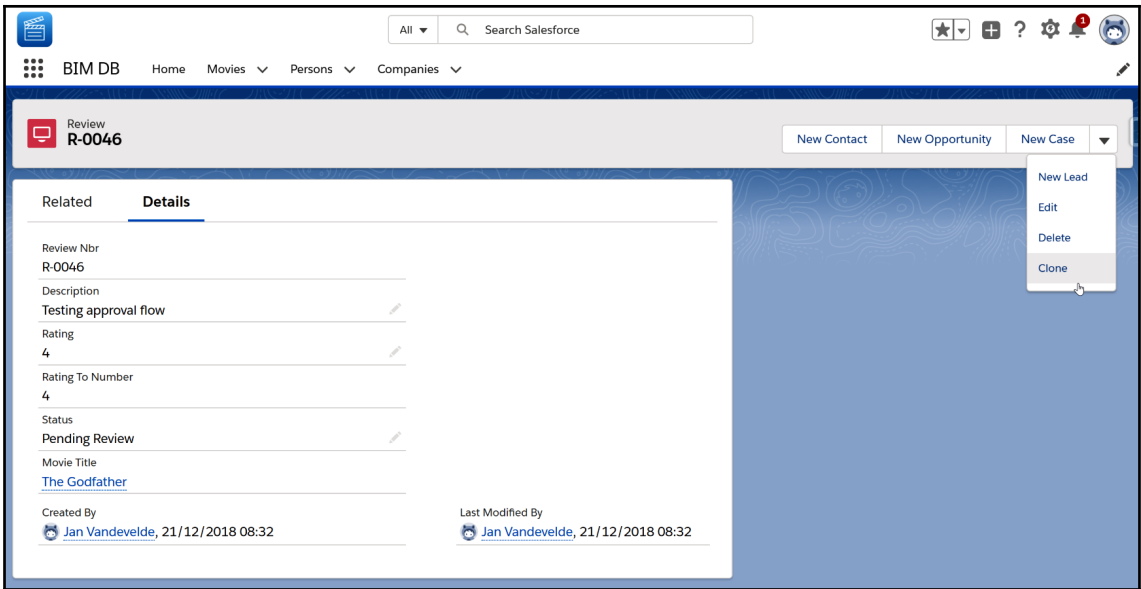 All
Search Salesforce
1
BIM DB Home Movies Persons Companies
Review
R-0046
New Contact New Opportunity New Case
New Lead
Edit
Delete
Clone
Related Details
Review Nbr
R-0046
Description
Testing approval flow
Rating
4
Rating To Number
4
Status
Pending Review
Movie Title
The Godfather
Created By
Jan Vandevelde, 21/12/2018 08:32
Last Modified By
Jan Vandevelde, 21/12/2018 08:32